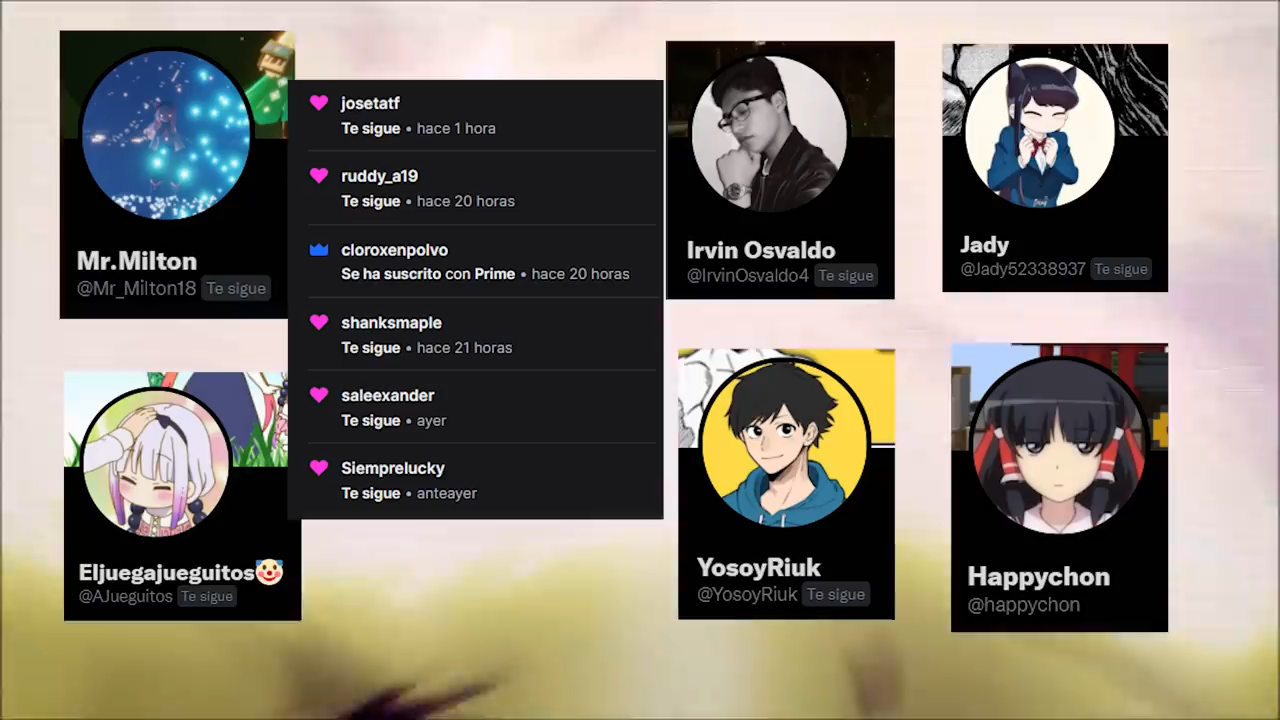 Mr.Milton
@Mr_Milton18 Te sigue
josetatf
Te sigue • hace 1 hora
ruddy_a19
Te sigue • hace 20 horas
cloroxenpolvo
Se ha suscrito con Prime • hace 20 horas
shanksmaple
Te sigue • hace 21 horas
saleexander
Te sigue • ayer
Siemprelucky
Te sigue • anteayer
Irvin Osvaldo
@IrvinOsvaldo4 Te sigue
Jady
@Jady52338937 Te sigue
Eljuegajueguitos🤡
@AJueguitos Te sigue
YosoyRiuk
@YosoyRiuk Te sigue
Happychon
@happychon